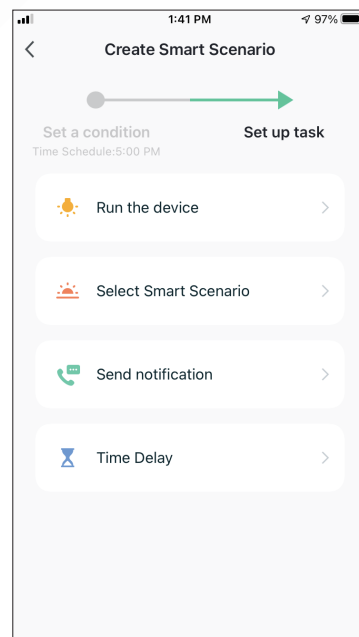 1:41 PM 97%
Create Smart Scenario
Set a condition Set up task
Time Schedule:5:00 PM
Run the device
Select Smart Scenario
Send notification
Time Delay